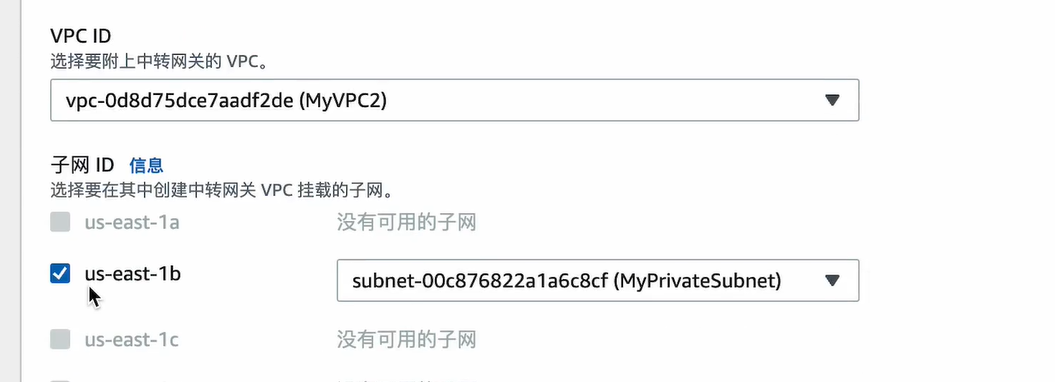 VPC ID
选择要附上中转网关的 VPC。
vpc-0d8d75dce7aadf2de (MyVPC2)
子网 ID 信息
选择要在其中创建中转网关 VPC 挂载的子网。
us-east-1a 没有可用的子网
us-east-1b subnet-00c876822a1a6c8cf (MyPrivateSubnet)
us-east-1c 没有可用的子网